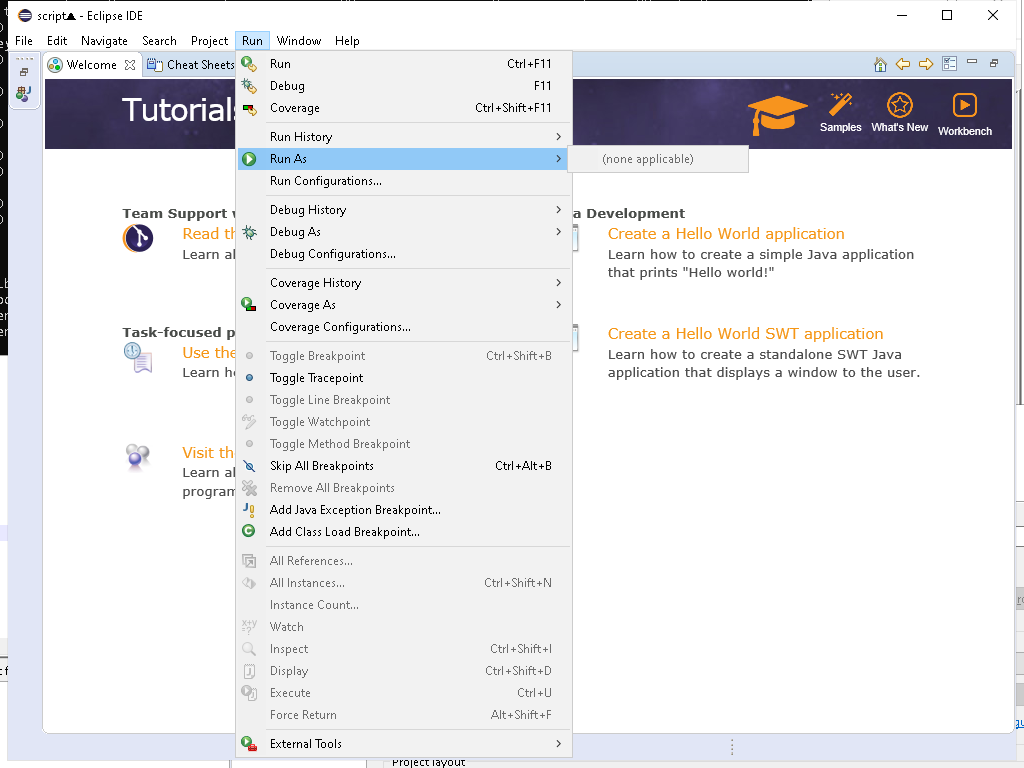 script▲ - Eclipse IDE
File Edit Navigate Search Project Run Window Help
Welcome Cheat Sheets
Tutorials
Samples What's New Workbench
Run Ctrl+F11
Debug F11
Coverage Ctrl+Shift+F11
Run History
Run As
(none applicable)
Run Configurations...
Debug History
Debug As
Debug Configurations...
Coverage History
Coverage As
Coverage Configurations...
Toggle Breakpoint Ctrl+Shift+B
Toggle Tracepoint
Toggle Line Breakpoint
Toggle Watchpoint
Toggle Method Breakpoint
Skip All Breakpoints Ctrl+Alt+B
Remove All Breakpoints
Add Java Exception Breakpoint...
Add Class Load Breakpoint...
All References...
All Instances... Ctrl+Shift+N
Instance Count...
Watch
Inspect Ctrl+Shift+I
Display Ctrl+Shift+D
Execute Ctrl+U
Force Return Alt+Shift+F
External Tools
Team Support
Read
Learn
Task-focused
Use the
Learn
Visit
Learn
Development
Create a Hello World application
Learn how to create a simple Java application
that prints "Hello world!"
Create a Hello World SWT application
Learn how to create a standalone SWT Java
application that displays a window to the user.
Project layout